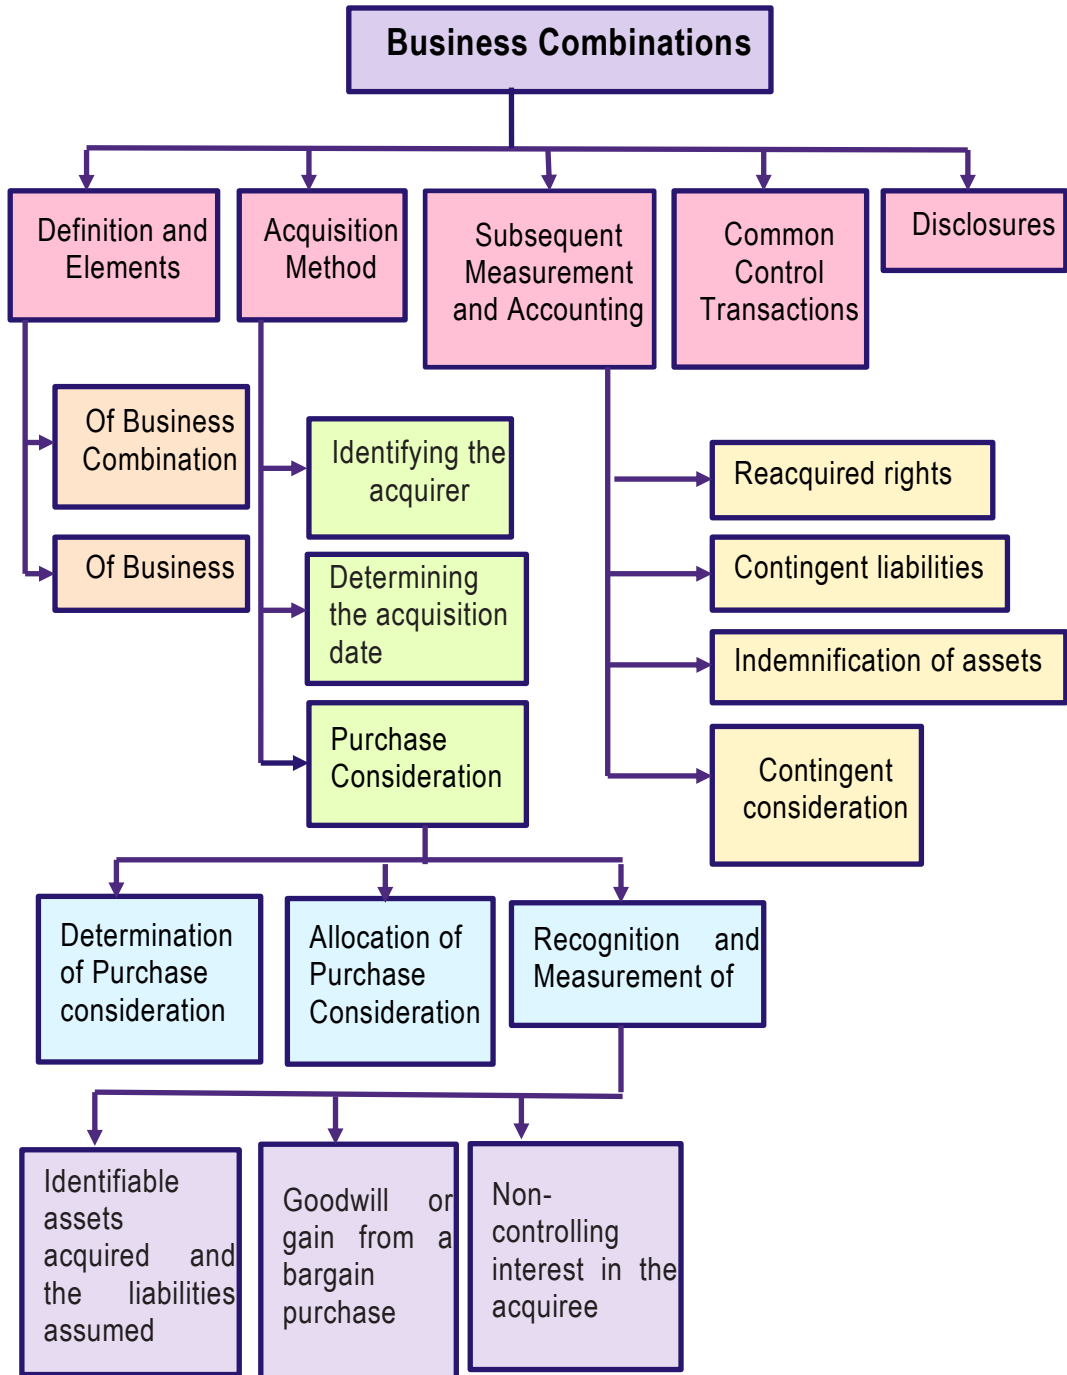 Business Combinations
Definition and
Elements
Acquisition
Method
Subsequent
Measurement
and Accounting
Common
Control
Transactions
Disclosures
Of Business
Combination
Of Business
Identifying the
acquirer
Determining
the acquisition
date
Purchase
Consideration
Reacquired rights
Contingent liabilities
Indemnification of assets
Contingent
consideration
Determination
of Purchase
consideration
Allocation of
Purchase
Consideration
Recognition and
Measurement of
Identifiable
assets
acquired and
the liabilities
assumed
Goodwill or
gain from a
bargain
purchase
Non-
controlling
interest in the
acquiree